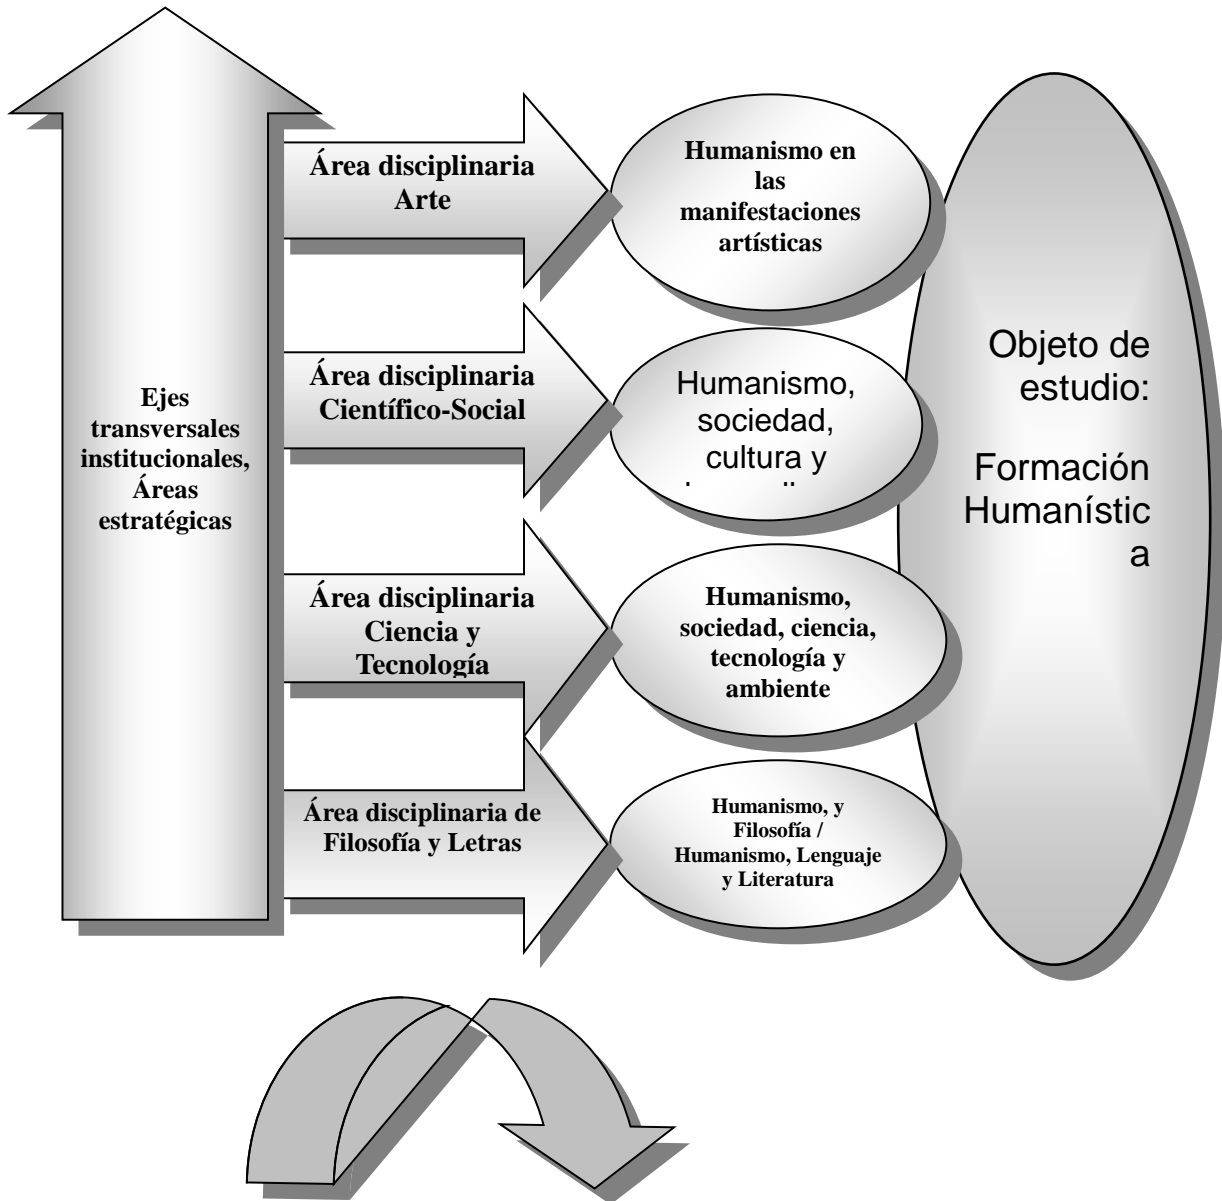 Ejes
transversales
institucionales,
Áreas
estratégicas
Área disciplinaria
Arte
Humanismo en
las
manifestaciones
artísticas
Área disciplinaria
Científico-Social
Humanismo,
sociedad,
cultura y
Área disciplinaria
Ciencia y
Tecnología
Humanismo,
sociedad, ciencia,
tecnología y
ambiente
Área disciplinaria de
Filosofía y Letras
Humanismo, y
Filosofía /
Humanismo, Lenguaje
y Literatura
Objeto de
estudio:
Formación
Humanístic
a